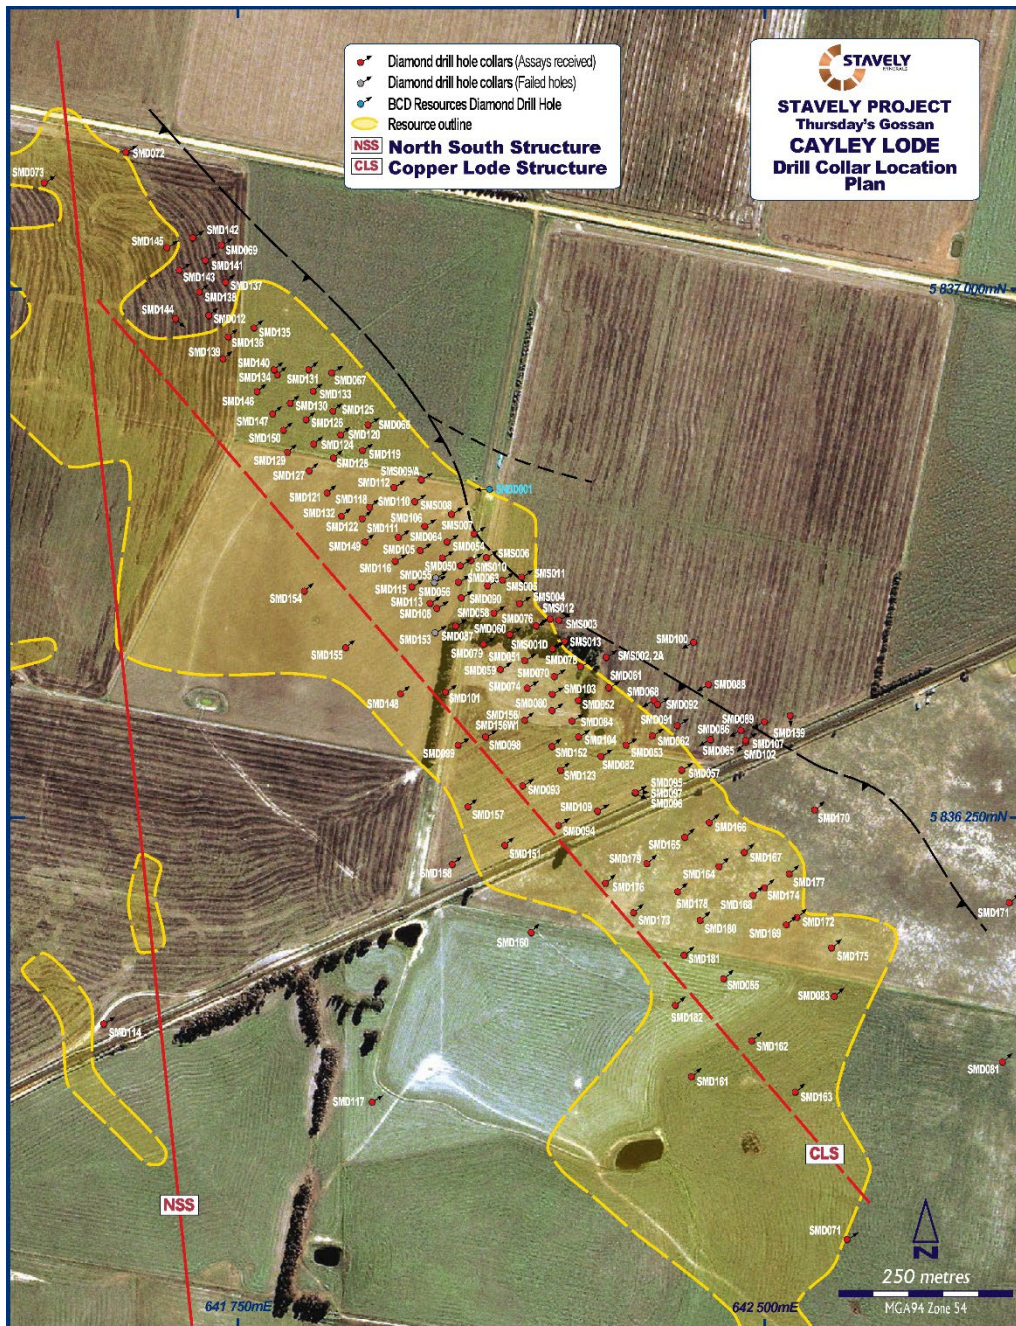 Diamond drill hole collars (Assays received)
Diamond drill hole collars (Failed holes)
BCD Resources Diamond Drill Hole
Resource outline
NSS North South Structure
CLS Copper Lode Structure
STAVELY
MINERALS
STAVELY PROJECT
Thursday's Gossan
CAYLEY LODE
Drill Collar Location
Plan
SMD072
SMD073
SMD142
SMD145
SMD069
SMD141
SMD143
SMD137
SMD138
5 837 000mN
SMD144
SMD012
SMD135
SMD136
SMD139
SMD140
SMD134
SMD131
SMD067
SMD146
SMD133
SMD130
SMD125
SMD147
SMD126
SMD066
SMD150
SMD120
SMD124
SMD119
SMD129
SMD128
SMD127
SMS009/A
SMD112
SMD121
SMD118
SMD110
SMS008
SMD132
SMD106
SMD122
SMD111
SMS007
SMD064
SMD149
SMD105
SMD054
SMD116
SMD050
SMS006
SMS010
SMD055
SMD063
SMS011
SMD115
SMD056
SMS005
SMD154
SMD113
SMD090
SMS004
SMD108
SMD058
SMD076
SMS012
SMS003
SMD153
SMD087
SMD060
SMS001D
SMS013
SMD100
SMD155
SMD079
SMD051
SMD078
SMS002,2A
SMD059
SMD070
SMD061
SMD088
SMD148
SMD101
SMD074
SMD103
SMD068
SMD092
SMD080
SMD052
SMD156
SMD091
SMD089
SMD156W1
SMD084
SMD086
SMD098
SMD104
SMD062
SMD107
SMD099
SMD152
SMD053
SMD065
SMD102
SMD082
SMD123
SMD057
SMD095
SMD093
SMD097
SMD096
SMD157
SMD109
SMD170
5 836 250mN
SMD094
SMD166
SMD165
SMD151
SMD167
SMD158
SMD179
SMD164
SMD177
SMD176
SMD174
SMD178
SMD168
SMD171
SMD173
SMD172
SMD180
SMD169
SMD160
SMD175
SMD181
SMD085
SMD083
SMD182
SMD114
SMD162
SMD081
SMD161
SMD117
SMD163
CLS
NSS
SMD071
N
250 metres
641 750mE
642 500mE
MGA94 Zone 54